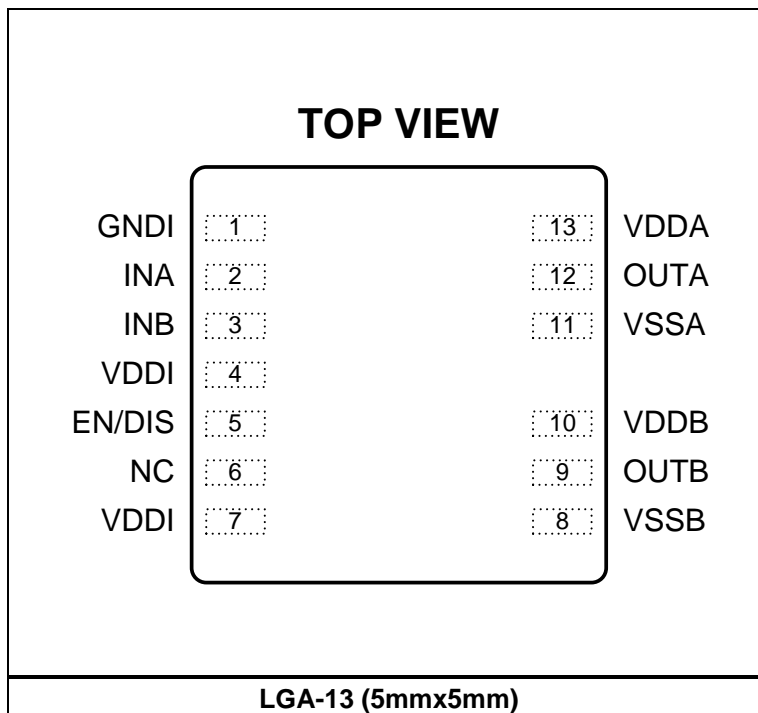 TOP VIEW
GNDI 1 13 VDDA
INA 2 12 OUTA
INB 3 11 VSSA
VDDI 4
EN/DIS 5 10 VDDB
NC 6 9 OUTB
VDDI 7 8 VSSB
LGA-13 (5mmx5mm)